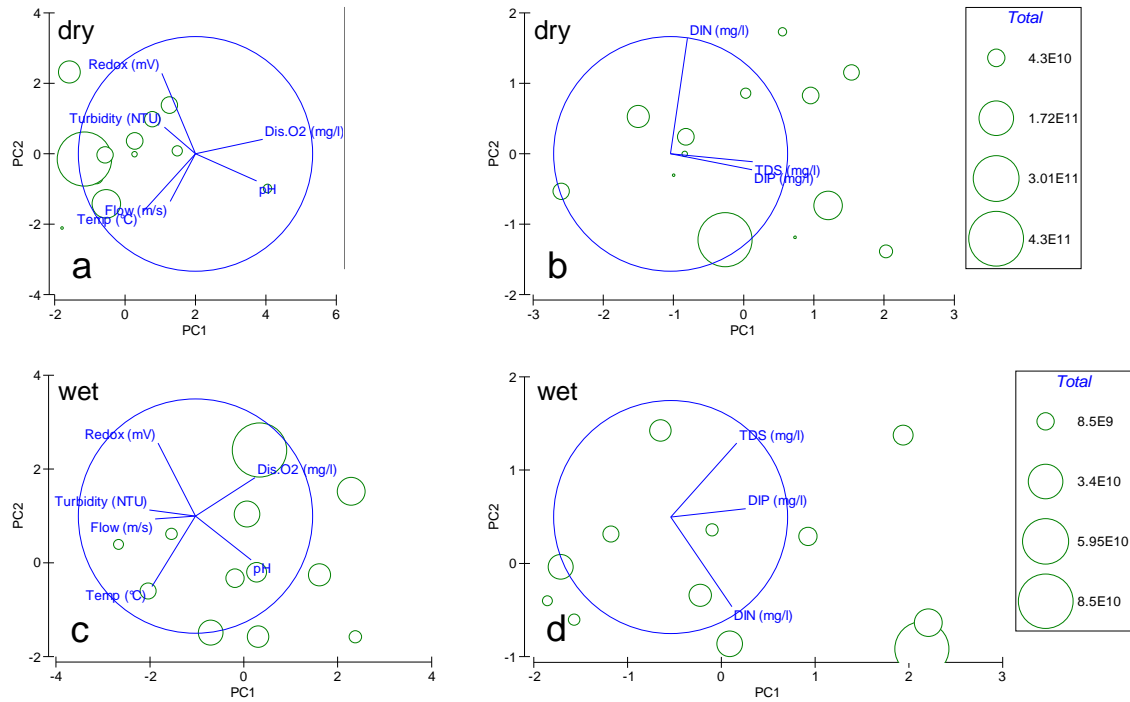 dry
4
2
0
-2
-4
PC2
Redox (mV)
Turbidity (NTU)
Dis.O2 (mg/l)
pH
Flow (m/s)
Temp (°C)
a
-2
0
2
4
6
PC1
dry
2
1
0
-1
-2
PC2
DIN (mg/l)
TDS (mg/l)
DIP (mg/l)
b
-3
-2
-1
0
1
2
3
PC1
Total
4.3E10
1.72E11
3.01E11
4.3E11
wet
4
2
0
-2
PC2
Redox (mV)
Dis.O2 (mg/l)
Turbidity (NTU)
Flow (m/s)
pH
Temp (°C)
c
-4
-2
0
2
4
PC1
wet
2
1
0
-1
PC2
TDS (mg/l)
DIP (mg/l)
DIN (mg/l)
d
-2
-1
0
1
2
3
PC1
Total
8.5E9
3.4E10
5.95E10
8.5E10